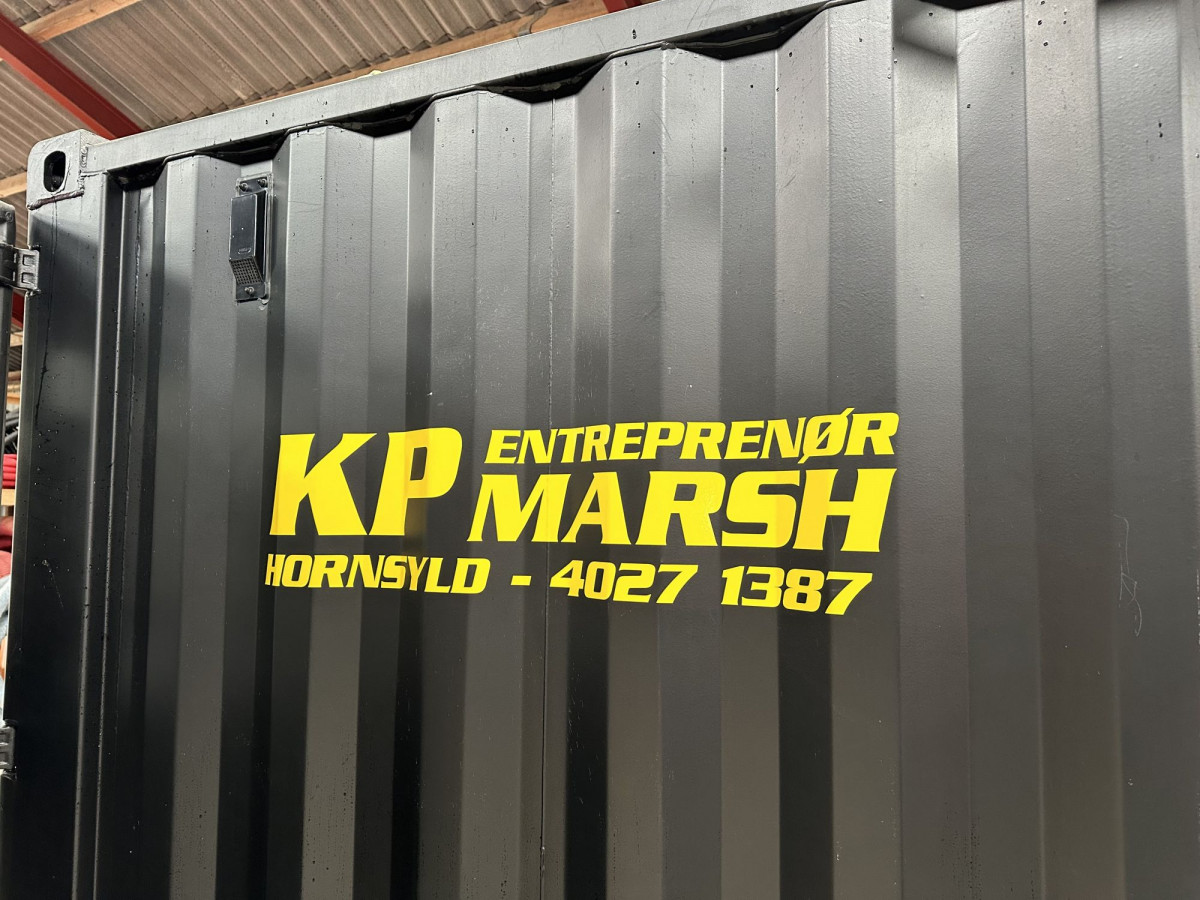 KP ENTREPRENØR
MARSH
HORNSYLD - 4027 1387